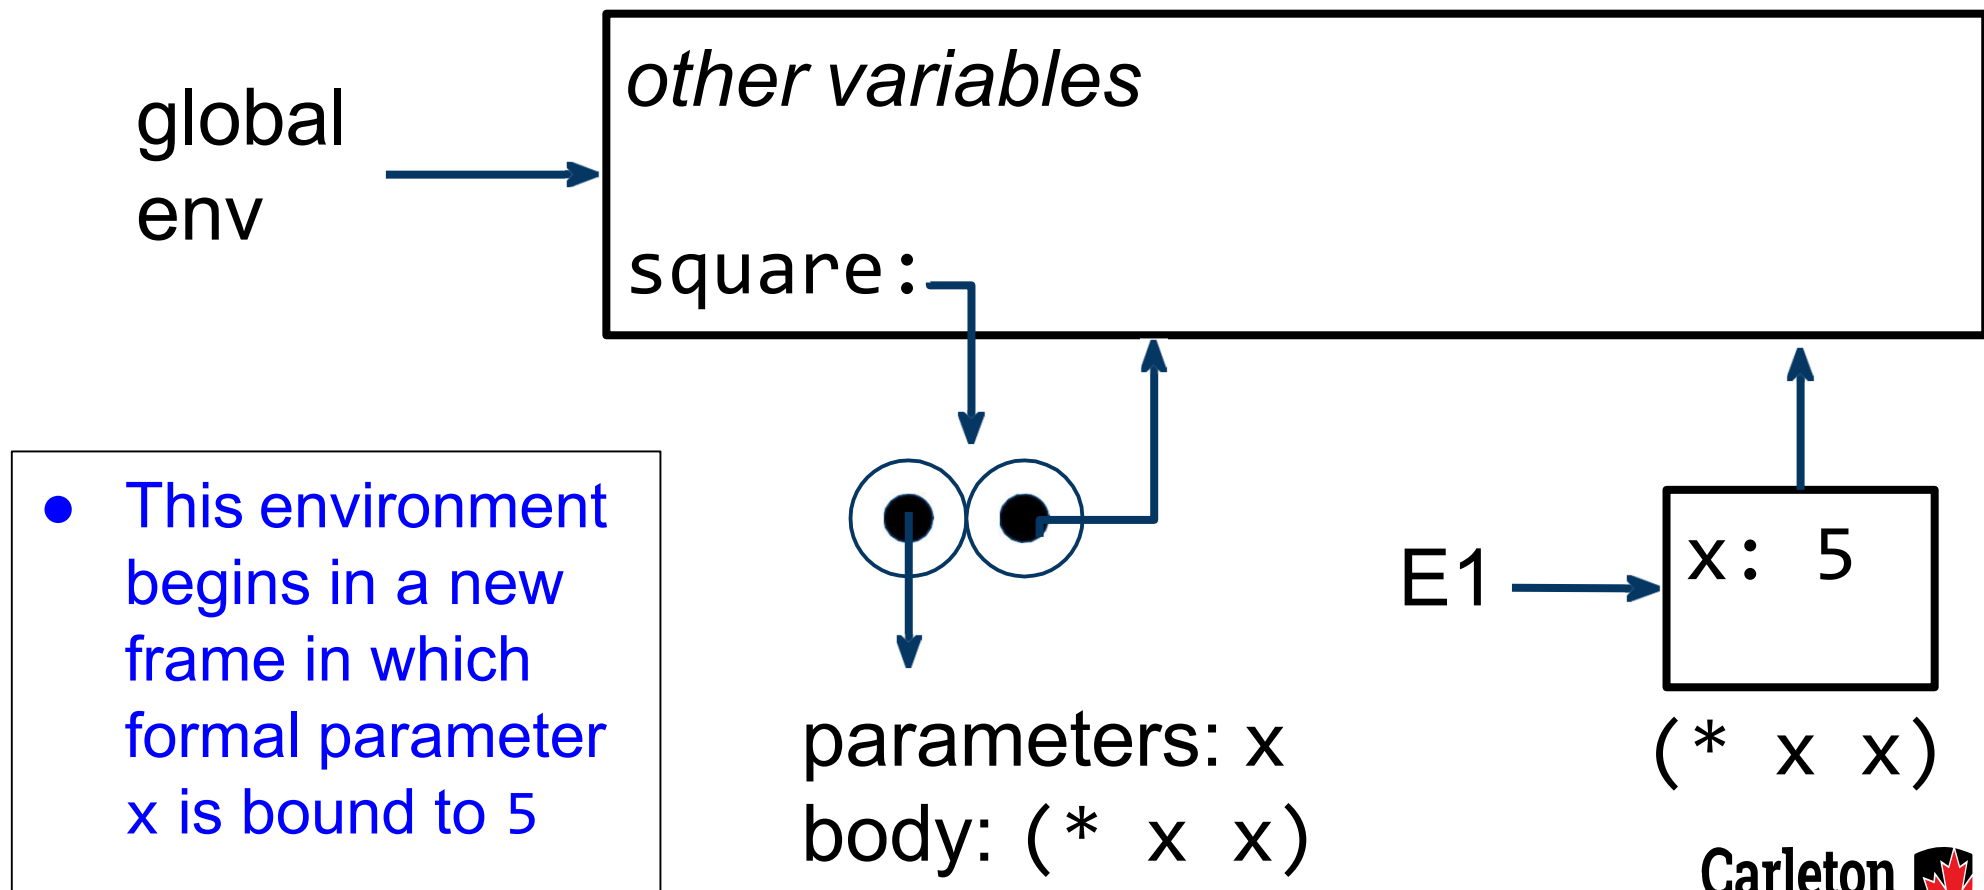 global
env
other variables
square:
● This environment
begins in a new
frame in which
formal parameter
x is bound to 5
parameters: x
body: (* x x)
E1
x: 5
(* x x)
Carleton